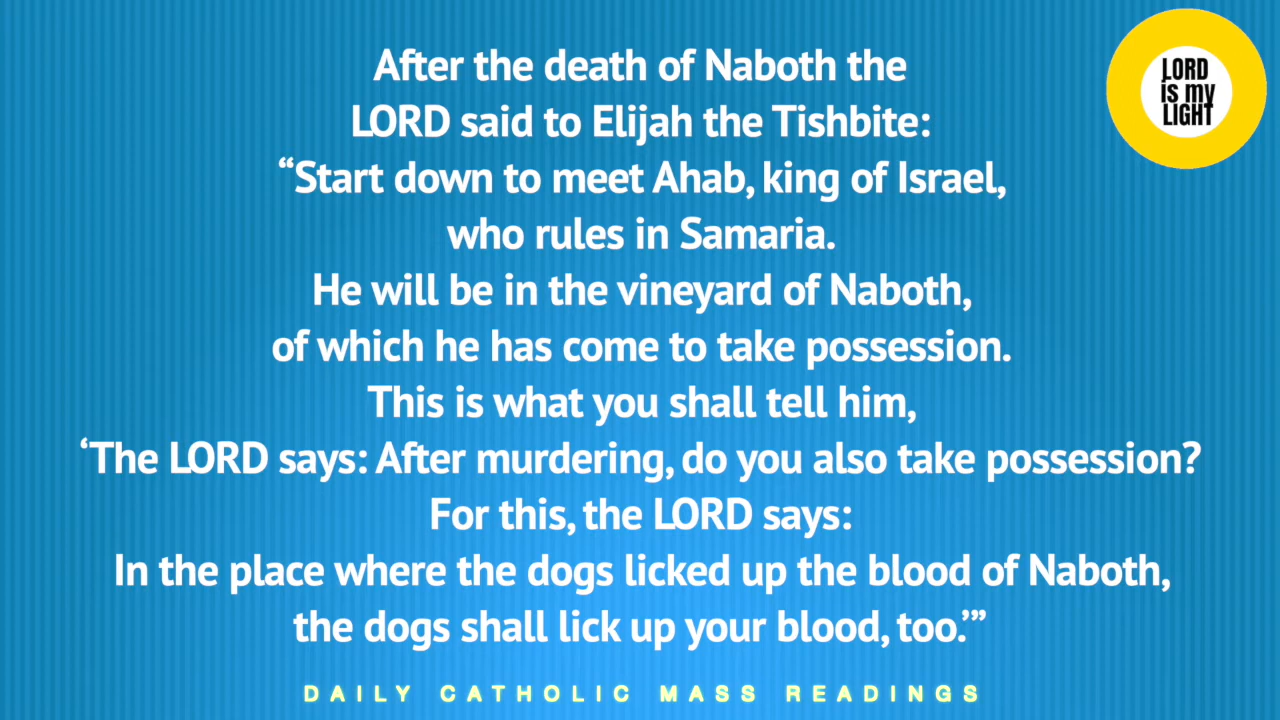 After the death of Naboth the
LORD said to Elijah the Tishbite:
“Start down to meet Ahab, king of Israel,
who rules in Samaria.
He will be in the vineyard of Naboth,
of which he has come to take possession.
This is what you shall tell him,
‘The LORD says: After murdering, do you also take possession?
For this, the LORD says:
In the place where the dogs licked up the blood of Naboth,
the dogs shall lick up your blood, too.’”
DAILY CATHOLIC MASS READINGS
LORD
is my
LIGHT